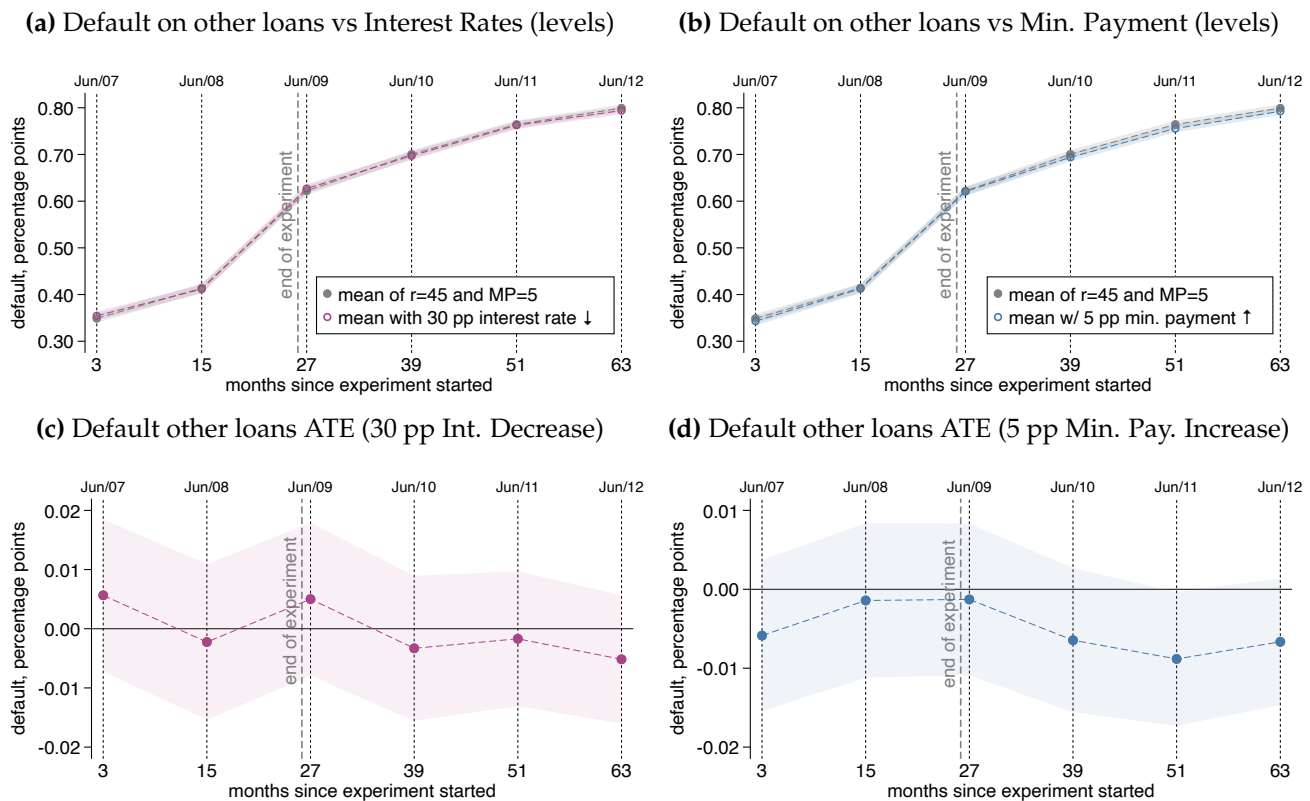 (a) Default on other loans vs Interest Rates (levels)
Jun/07 Jun/08 Jun/09 Jun/10 Jun/11 Jun/12
default, percentage points
0.80
0.70
0.60
0.50
0.40
0.30
end of experiment
mean of r=45 and MP=5
mean with 30 pp interest rate ↓
3 15 27 39 51 63
months since experiment started
(b) Default on other loans vs Min. Payment (levels)
Jun/07 Jun/08 Jun/09 Jun/10 Jun/11 Jun/12
default, percentage points
0.80
0.70
0.60
0.50
0.40
0.30
end of experiment
mean of r=45 and MP=5
mean w/ 5 pp min. payment ↑
3 15 27 39 51 63
months since experiment started
(c) Default other loans ATE (30 pp Int. Decrease)
Jun/07 Jun/08 Jun/09 Jun/10 Jun/11 Jun/12
default, percentage points
0.02
0.01
0.00
-0.01
-0.02
end of experiment
3 15 27 39 51 63
months since experiment started
(d) Default other loans ATE (5 pp Min. Pay. Increase)
Jun/07 Jun/08 Jun/09 Jun/10 Jun/11 Jun/12
default, percentage points
0.01
0.00
-0.01
-0.02
end of experiment
3 15 27 39 51 63
months since experiment started